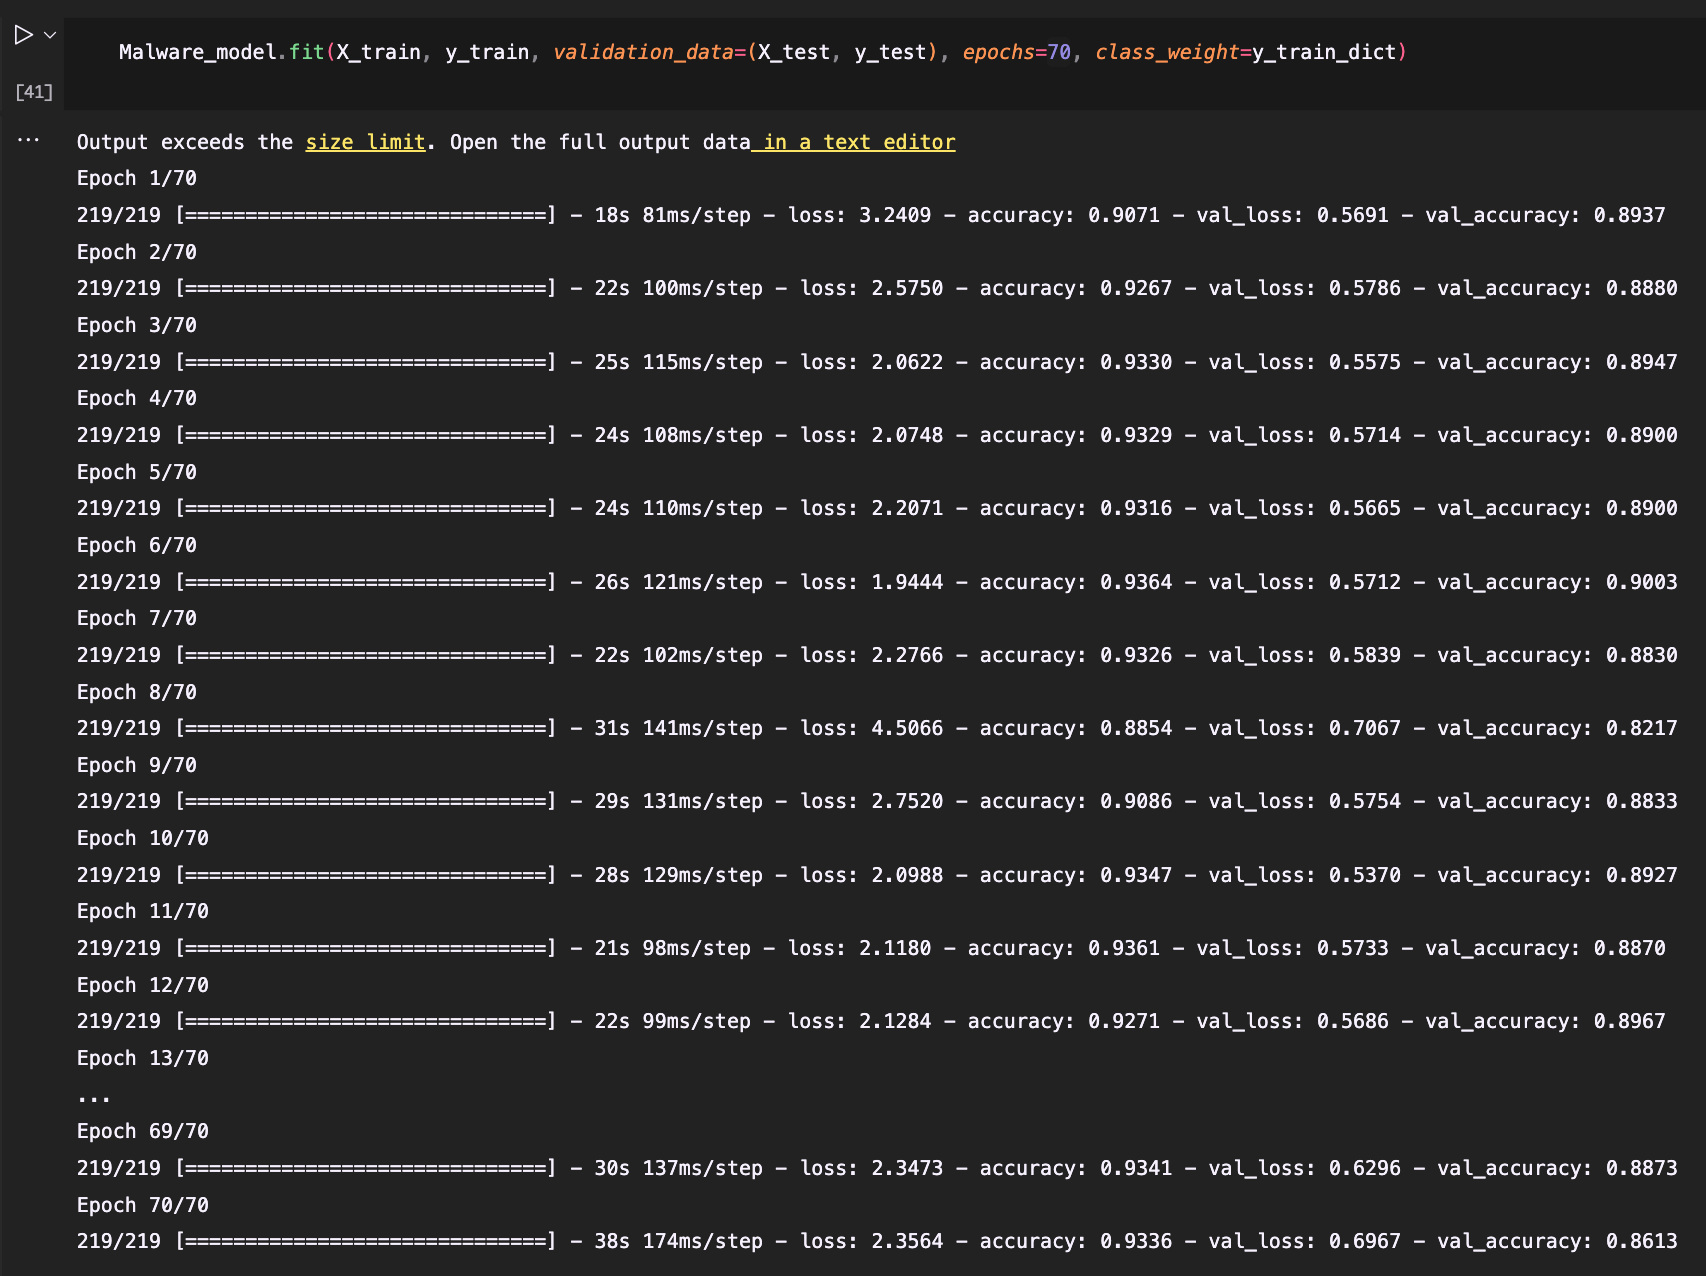 Malware_model.fit(X_train, y_train, validation_data=(X_test, y_test), epochs=70, class_weight=y_train_dict)
[41]
... Output exceeds the size limit. Open the full output data in a text editor
Epoch 1/70
219/219 [==============================] - 18s 81ms/step - loss: 3.2409 - accuracy: 0.9071 - val_loss: 0.5691 - val_accuracy: 0.8937
Epoch 2/70
219/219 [==============================] - 22s 100ms/step - loss: 2.5750 - accuracy: 0.9267 - val_loss: 0.5786 - val_accuracy: 0.8880
Epoch 3/70
219/219 [==============================] - 25s 115ms/step - loss: 2.0622 - accuracy: 0.9330 - val_loss: 0.5575 - val_accuracy: 0.8947
Epoch 4/70
219/219 [==============================] - 24s 108ms/step - loss: 2.0748 - accuracy: 0.9329 - val_loss: 0.5714 - val_accuracy: 0.8900
Epoch 5/70
219/219 [==============================] - 24s 110ms/step - loss: 2.2071 - accuracy: 0.9316 - val_loss: 0.5665 - val_accuracy: 0.8900
Epoch 6/70
219/219 [==============================] - 26s 121ms/step - loss: 1.9444 - accuracy: 0.9364 - val_loss: 0.5712 - val_accuracy: 0.9003
Epoch 7/70
219/219 [==============================] - 22s 102ms/step - loss: 2.2766 - accuracy: 0.9326 - val_loss: 0.5839 - val_accuracy: 0.8830
Epoch 8/70
219/219 [==============================] - 31s 141ms/step - loss: 4.5066 - accuracy: 0.8854 - val_loss: 0.7067 - val_accuracy: 0.8217
Epoch 9/70
219/219 [==============================] - 29s 131ms/step - loss: 2.7520 - accuracy: 0.9086 - val_loss: 0.5754 - val_accuracy: 0.8833
Epoch 10/70
219/219 [==============================] - 28s 129ms/step - loss: 2.0988 - accuracy: 0.9347 - val_loss: 0.5370 - val_accuracy: 0.8927
Epoch 11/70
219/219 [==============================] - 21s 98ms/step - loss: 2.1180 - accuracy: 0.9361 - val_loss: 0.5733 - val_accuracy: 0.8870
Epoch 12/70
219/219 [==============================] - 22s 99ms/step - loss: 2.1284 - accuracy: 0.9271 - val_loss: 0.5686 - val_accuracy: 0.8967
Epoch 13/70
...
Epoch 69/70
219/219 [==============================] - 30s 137ms/step - loss: 2.3473 - accuracy: 0.9341 - val_loss: 0.6296 - val_accuracy: 0.8873
Epoch 70/70
219/219 [==============================] - 38s 174ms/step - loss: 2.3564 - accuracy: 0.9336 - val_loss: 0.6967 - val_accuracy: 0.8613